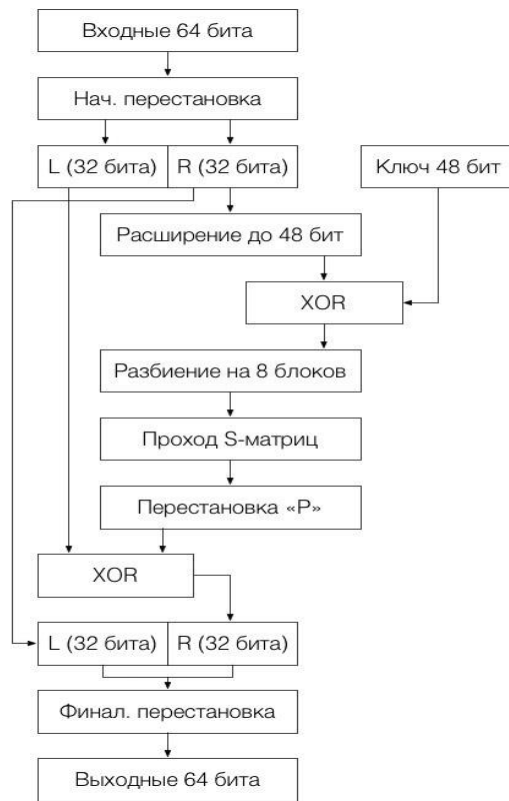 Входные 64 бита
Нач. перестановка
L (32 бита) R (32 бита)
Ключ 48 бит
Расширение до 48 бит
XOR
Разбиение на 8 блоков
Проход S-матриц
Перестановка «P»
XOR
L (32 бита) R (32 бита)
Финал. перестановка
Выходные 64 бита